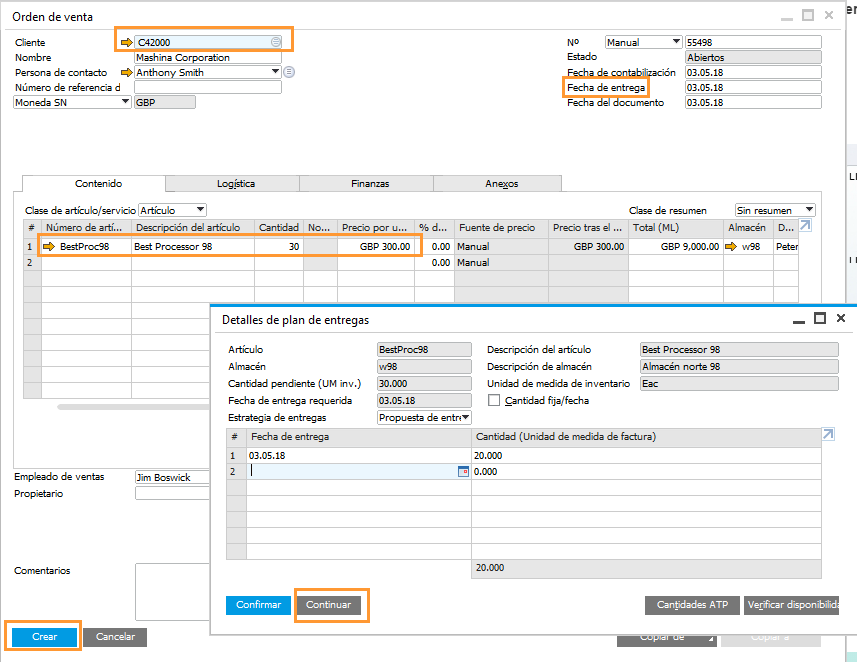 Orden de venta
Cliente C42000
Nombre Mashina Corporation
Persona de contacto Anthony Smith
Número de referencia d
Moneda SN GBP
Nº Manual 55498
Estado Abiertos
Fecha de contabilización 03.05.18
Fecha de entrega 03.05.18
Fecha del documento 03.05.18
Contenido Logística Finanzas Anexos
Clase de artículo/servicio Artículo Clase de resumen Sin resumen
# Número de artí... Descripción del artículo Cantidad No... Precio por u... % d... Fuente de precio Precio tras el ... Total (ML) Almacén D...
1 BestProc98 Best Processor 98 30 GBP 300.00 0.00 Manual GBP 300.00 GBP 9,000.00 w98 Peter
2 0.00 Manual
Detalles de plan de entregas
Artículo BestProc98 Descripción del artículo Best Processor 98
Almacén w98 Descripción de almacén Almacén norte 98
Cantidad pendiente (UM inv.) 30.000 Unidad de medida de inventario Eac
Fecha de entrega requerida 03.05.18 Cantidad fija/fecha
Estrategia de entregas Propuesta de entre
# Fecha de entrega Cantidad (Unidad de medida de factura)
1 03.05.18 20.000
2 0.000
20.000
Confirmar Continuar Cantidades ATP Verificar disponibilida
Empleado de ventas Jim Boswick
Propietario
Comentarios
Crear Cancelar Copiar de Copiar a